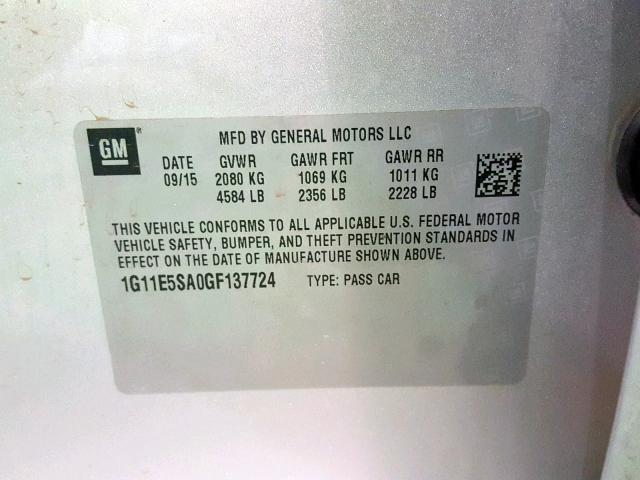 GM
MFD BY GENERAL MOTORS LLC
DATE GVWR GAWR FRT GAWR RR
09/15 2080 KG 1069 KG 1011 KG
4584 LB 2356 LB 2228 LB
THIS VEHICLE CONFORMS TO ALL APPLICABLE U.S. FEDERAL MOTOR
VEHICLE SAFETY, BUMPER, AND THEFT PREVENTION STANDARDS IN
EFFECT ON THE DATE OF MANUFACTURE SHOWN ABOVE.
1G11E5SA0GF137724 TYPE: PASS CAR